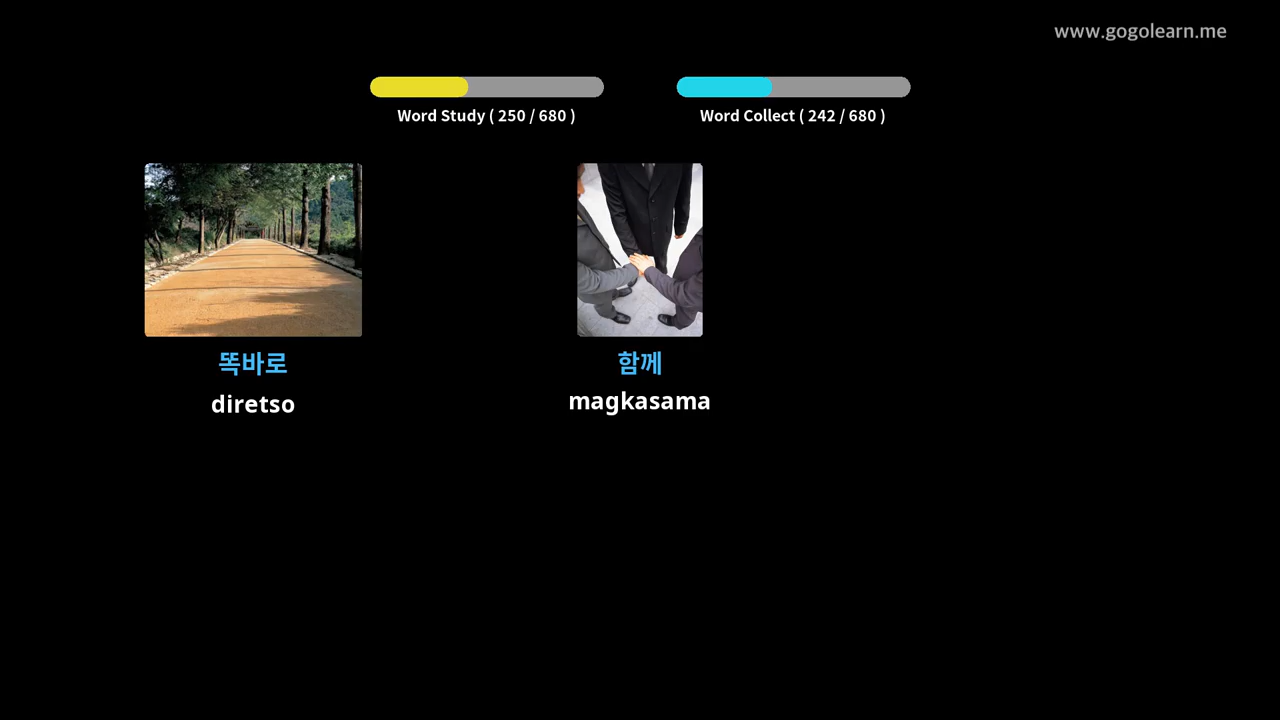 www.gogolearn.me
Word Study ( 250 / 680 )
Word Collect ( 242 / 680 )
똑바로
diretso
함께
magkasama